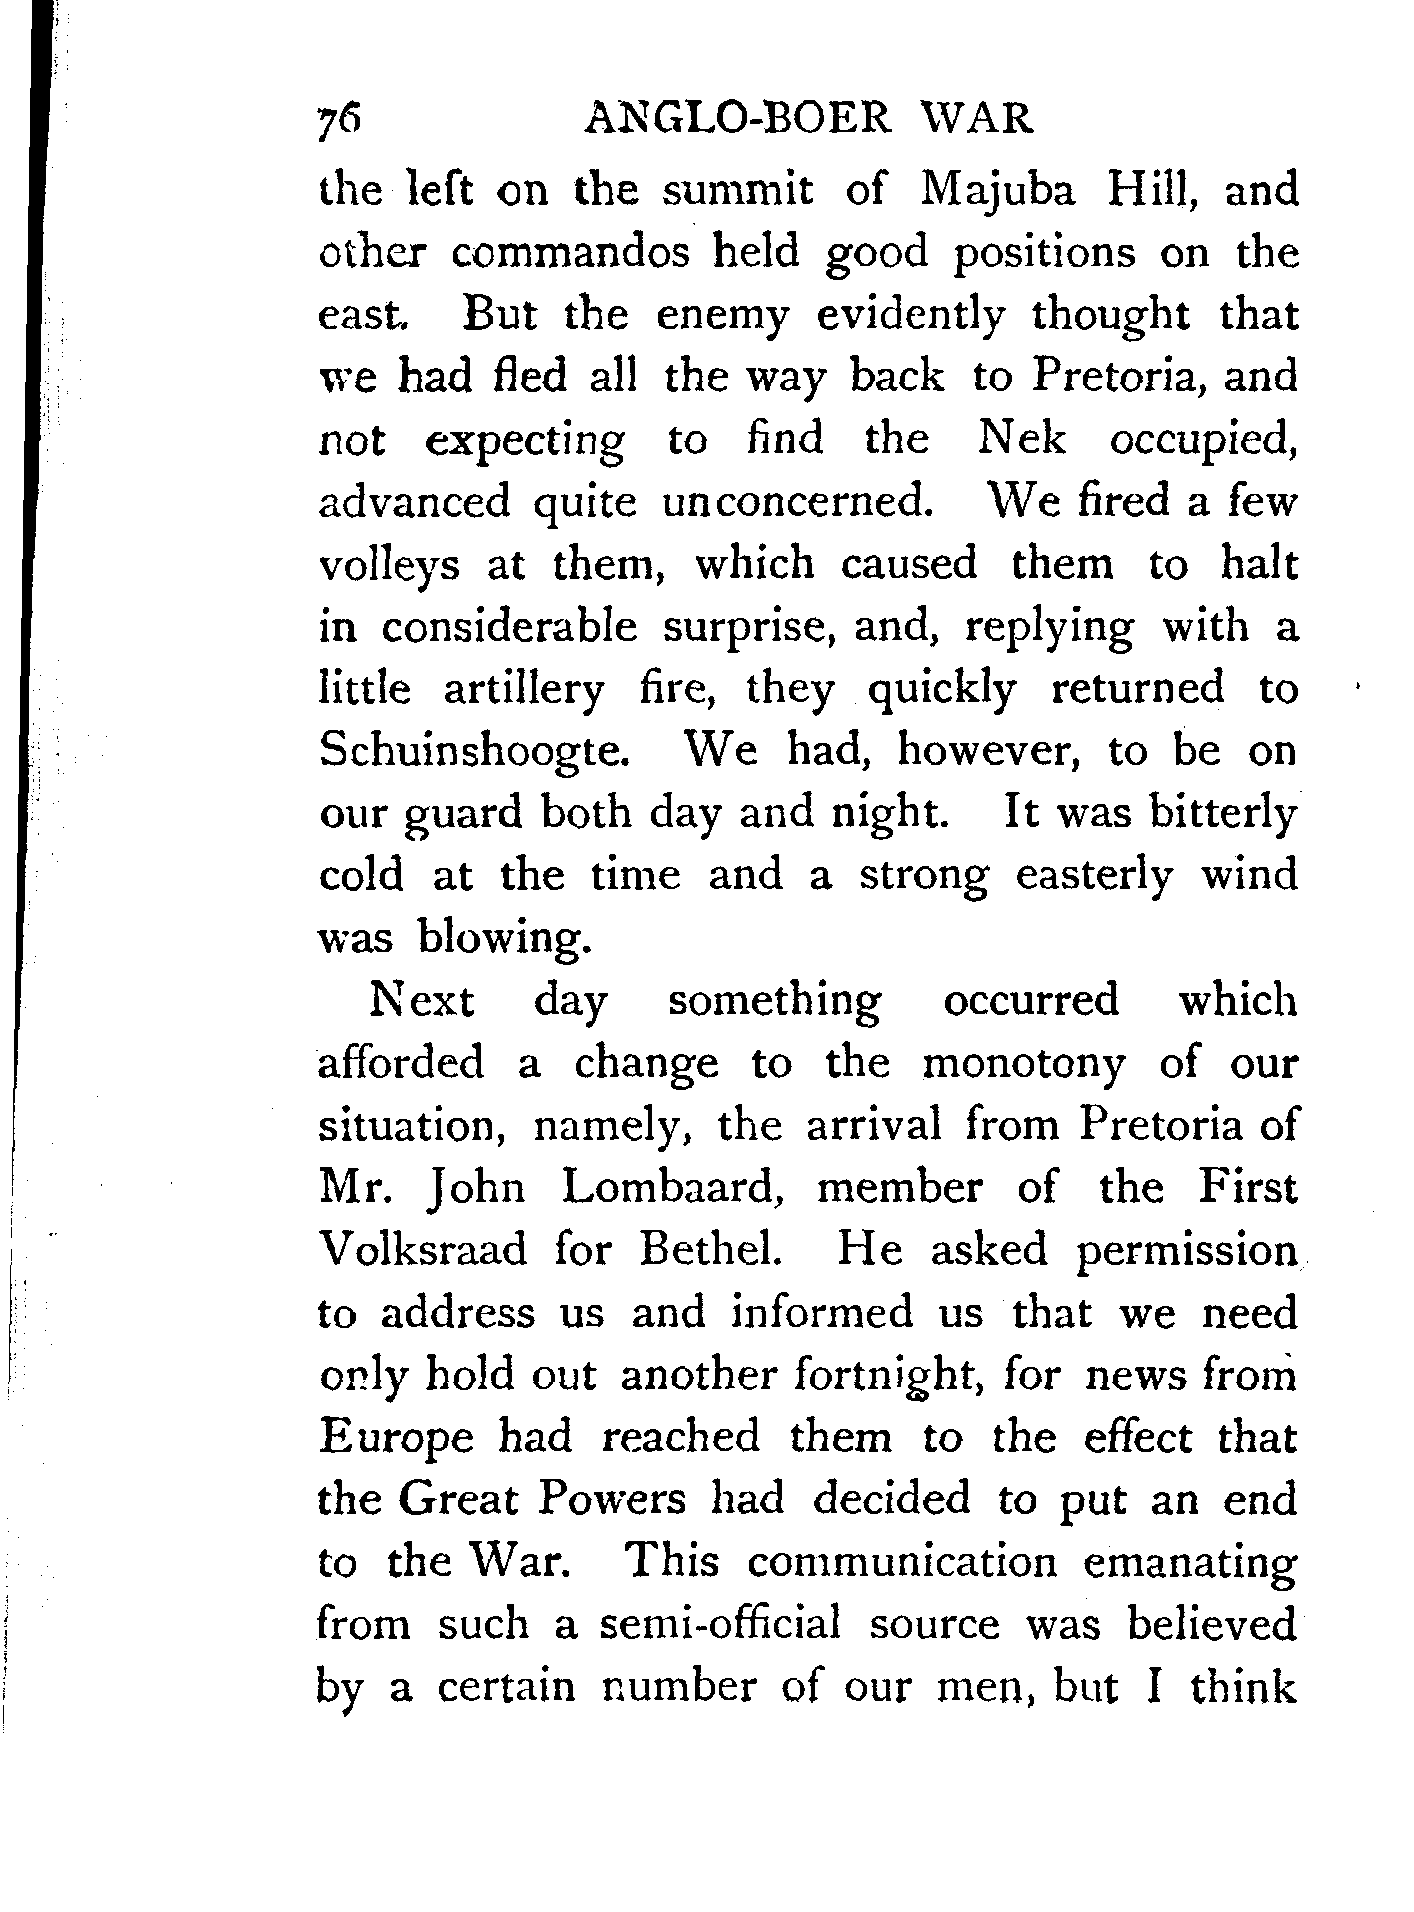 76 ANGLO-BOER WAR
the left on the summit of Majuba Hill, and
other commandos held good positions on the
east. But the enemy evidently thought that
we had fled all the way back to Pretoria, and
not expecting to find the Nek occupied,
advanced quite unconcerned. We fired a few
volleys at them, which caused them to halt
in considerable surprise, and, replying with a
little artillery fire, they quickly returned to
Schuinshoogte. We had, however, to be on
our guard both day and night. It was bitterly
cold at the time and a strong easterly wind
was blowing.
Next day something occurred which
afforded a change to the monotony of our
situation, namely, the arrival from Pretoria of
Mr. John Lombaard, member of the First
Volksraad for Bethel. He asked permission
to address us and informed us that we need
only hold out another fortnight, for news from
Europe had reached them to the effect that
the Great Powers had decided to put an end
to the War. This communication emanating
from such a semi-official source was believed
by a certain number of our men, but I think